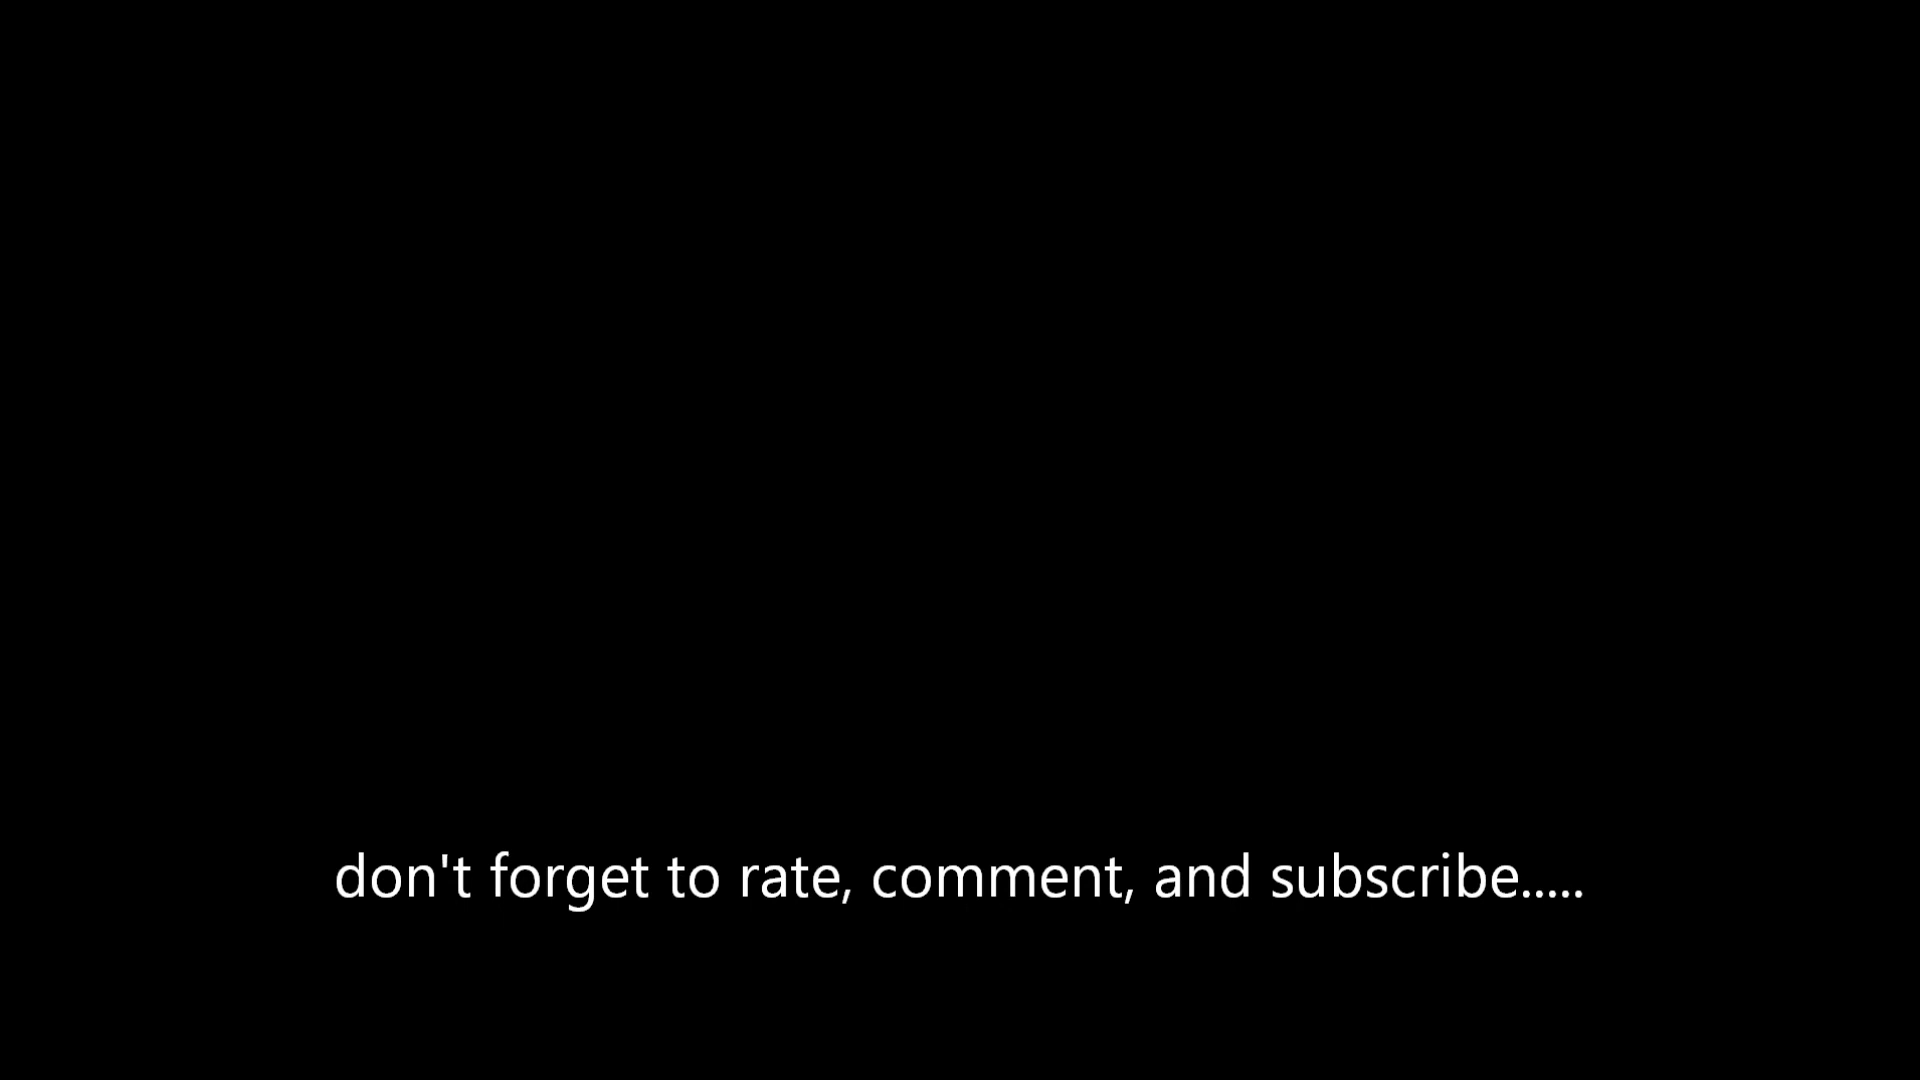 don't forget to rate, comment, and subscribe.....